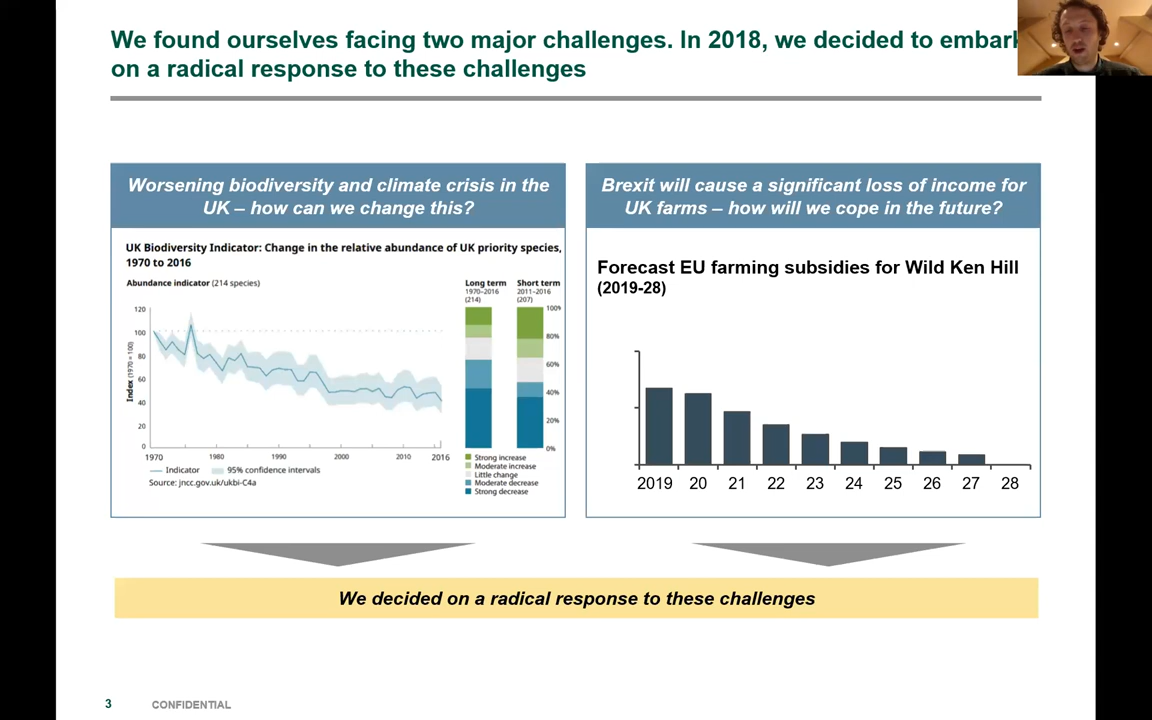 We found ourselves facing two major challenges. In 2018, we decided to embark
on a radical response to these challenges
Worsening biodiversity and climate crisis in the
UK – how can we change this?
UK Biodiversity Indicator: Change in the relative abundance of UK priority species,
1970 to 2016
Abundance indicator (214 species)
Long term
1970–2016
(214)
Short term
2011–2016
(207)
120
100
80
60
40
20
0
Index (1970 = 100)
1970
1980
1990
2000
2010
2016
100%
80%
60%
40%
20%
0%
Indicator
95% confidence intervals
Source: jncc.gov.uk/ukbi-C4a
Strong increase
Moderate increase
Little change
Moderate decrease
Strong decrease
Brexit will cause a significant loss of income for
UK farms – how will we cope in the future?
Forecast EU farming subsidies for Wild Ken Hill
(2019-28)
2019 20 21 22 23 24 25 26 27 28
We decided on a radical response to these challenges
3 CONFIDENTIAL